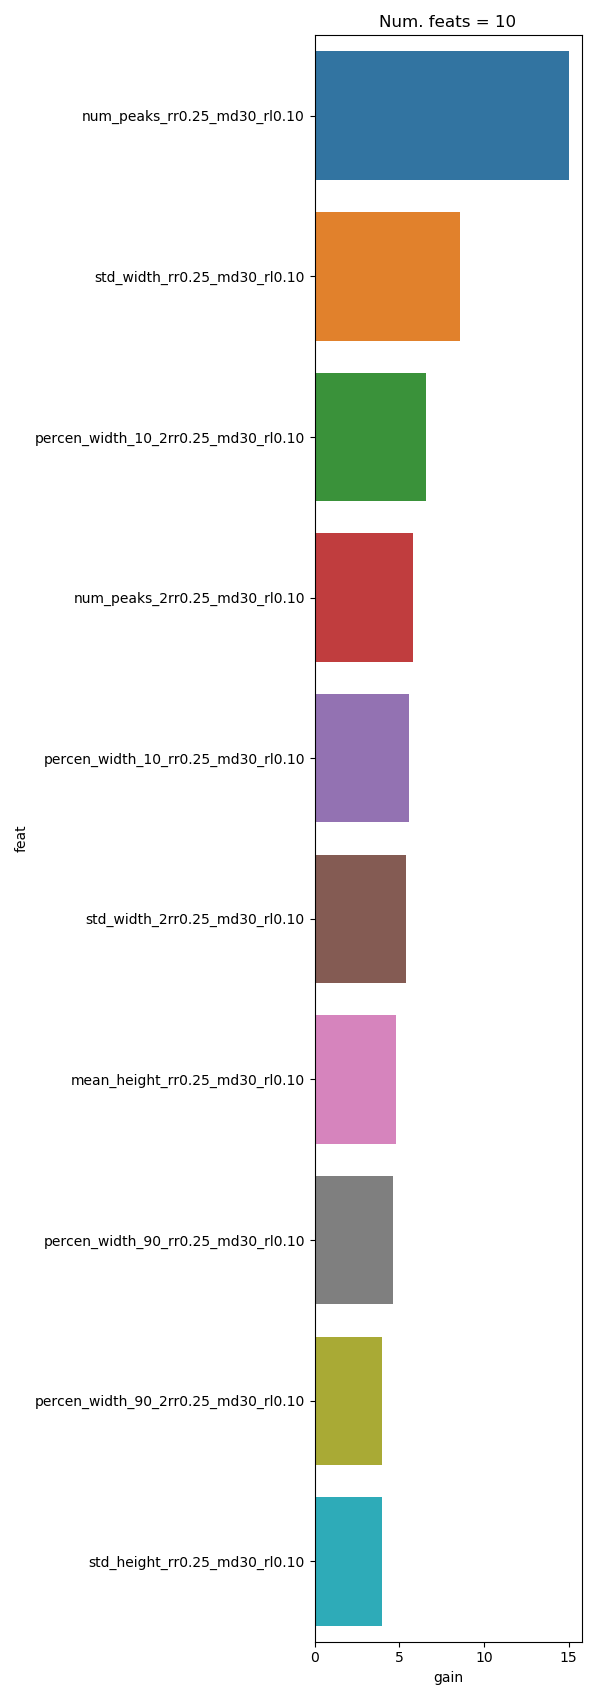 Num. feats = 10
num_peaks_rr0.25_md30_rl0.10
std_width_rr0.25_md30_rl0.10
percen_width_10_2rr0.25_md30_rl0.10
num_peaks_2rr0.25_md30_rl0.10
percen_width_10_rr0.25_md30_rl0.10
feat
std_width_2rr0.25_md30_rl0.10
mean_height_rr0.25_md30_rl0.10
percen_width_90_rr0.25_md30_rl0.10
percen_width_90_2rr0.25_md30_rl0.10
std_height_rr0.25_md30_rl0.10
0 5 10 15
gain